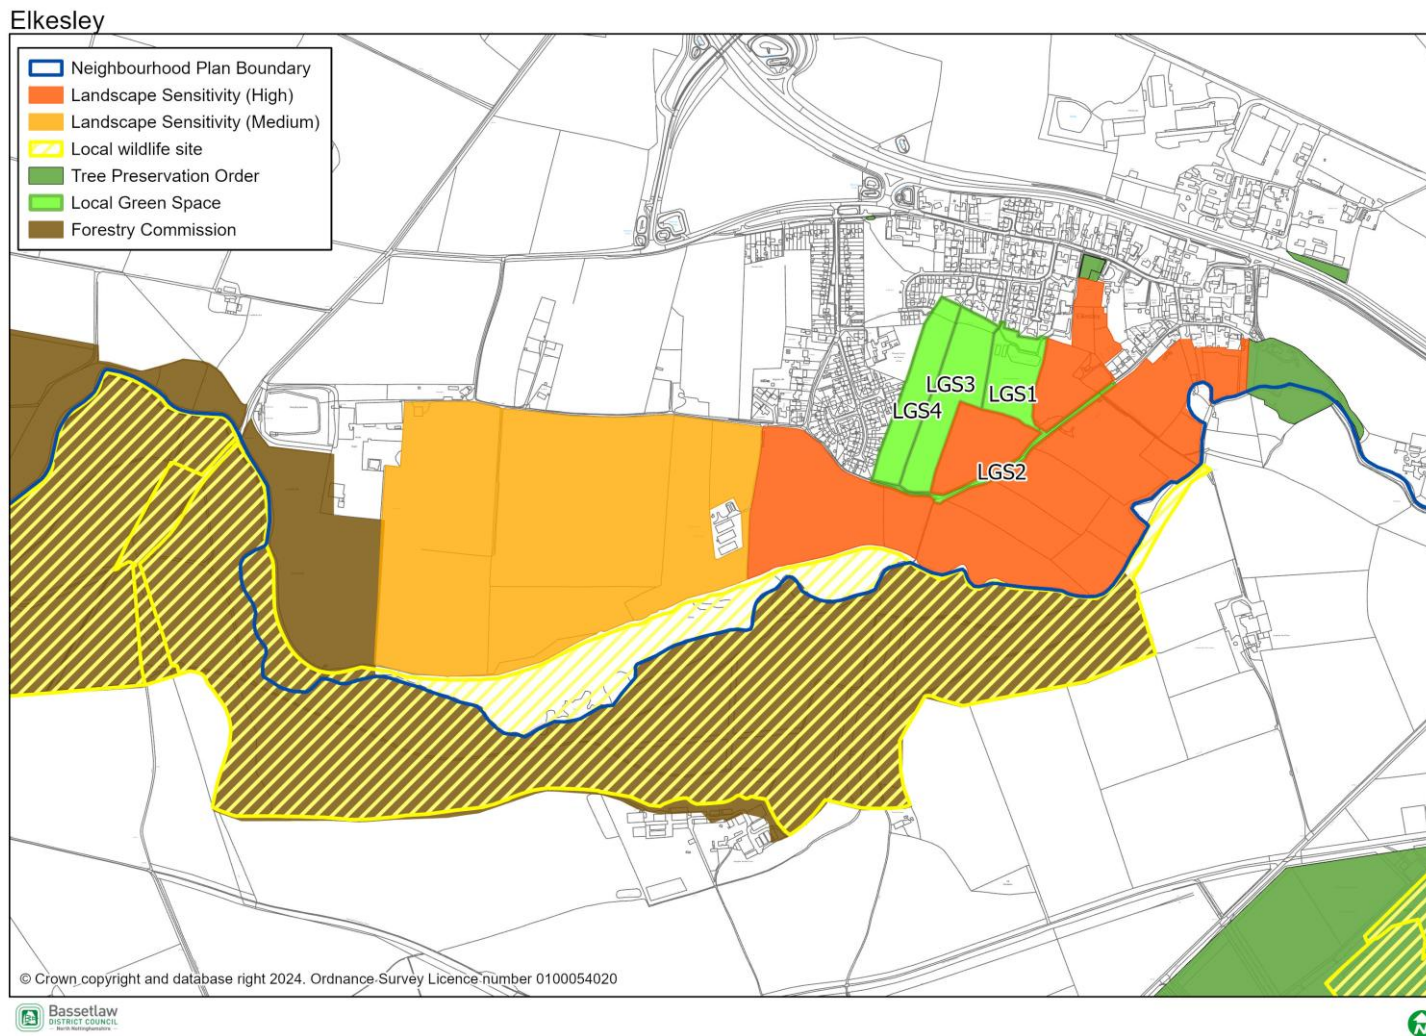 Elkesley
Neighbourhood Plan Boundary
Landscape Sensitivity (High)
Landscape Sensitivity (Medium)
Local wildlife site
Tree Preservation Order
Local Green Space
Forestry Commission
LGS3
LGS1
LGS4
LGS2
© Crown copyright and database right 2024. Ordnance Survey Licence number 0100054020
Bassetlaw
DISTRICT COUNCIL
North Nottinghamshire